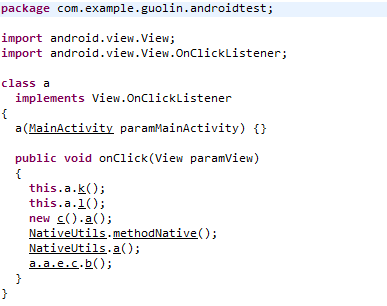 package com.example.guolin.androidtest;
import android.view.View;
import android.view.View.OnClickListener;
class a
implements View.OnClickListener
{
a(MainActivity paramMainActivity) {}
public void onClick(View paramView)
{
this.a.k();
this.a.l();
new c().a();
NativeUtils.methodNative();
NativeUtils.a();
a.a.e.c.b();
}
}